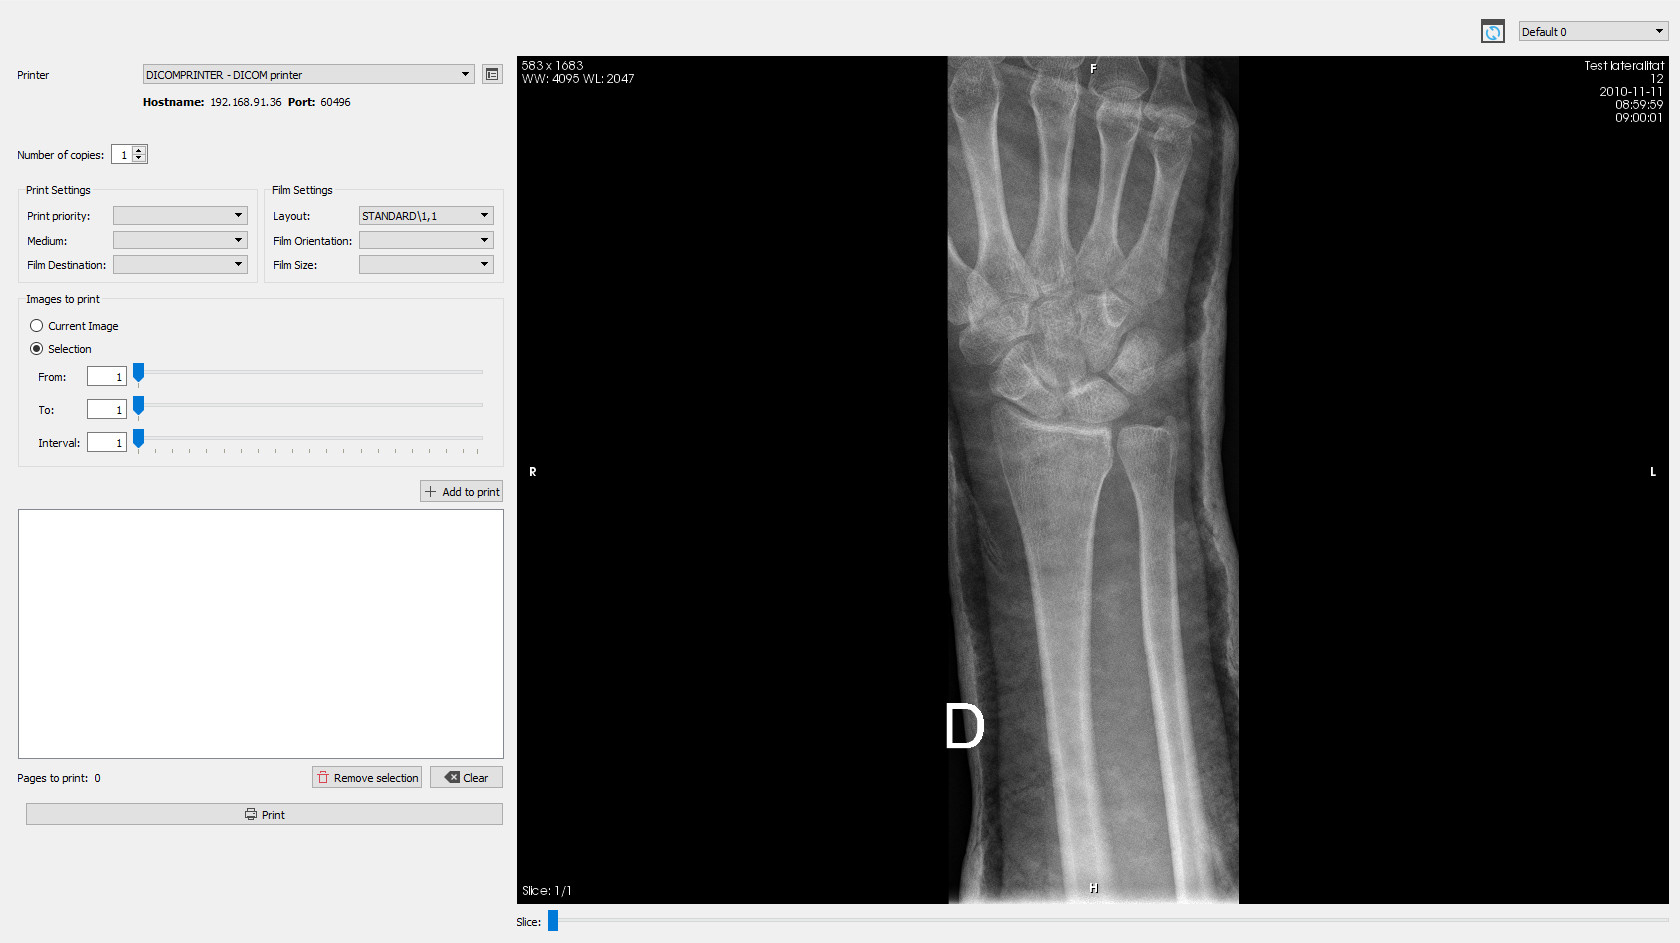 Default 0
Printer
DICOMPRINTER - DICOM printer
Hostname: 192.168.91.36 Port: 60496
Number of copies: 1
Print Settings
Print priority:
Medium:
Film Destination:
Film Settings
Layout: STANDARD\1,1
Film Orientation:
Film Size:
Images to print
Current Image
Selection
From: 1
To: 1
Interval: 1
Add to print
Pages to print: 0
Remove selection
Clear
Print
583 x 1683
WW: 4095 WL: 2047
F
Test lateralitat
12
2010-11-11
08:59:59
09:00:01
R
L
D
H
Slice: 1/1
Slice: